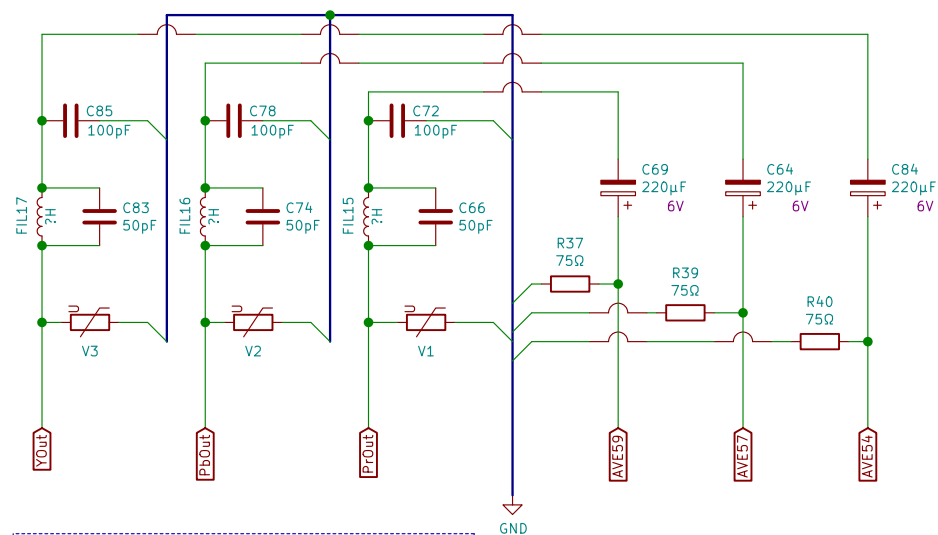 C85
100pF
C78
100pF
C72
100pF
C69
220µF
6V
C64
220µF
6V
C84
220µF
6V
FIL17
?H
C83
50pF
FIL16
?H
C74
50pF
FIL15
?H
C66
50pF
+
+
+
R37
75Ω
R39
75Ω
R40
75Ω
U
V3
U
V2
U
V1
YOut
PbOut
PrOut
AVE59
AVE57
AVE54
GND